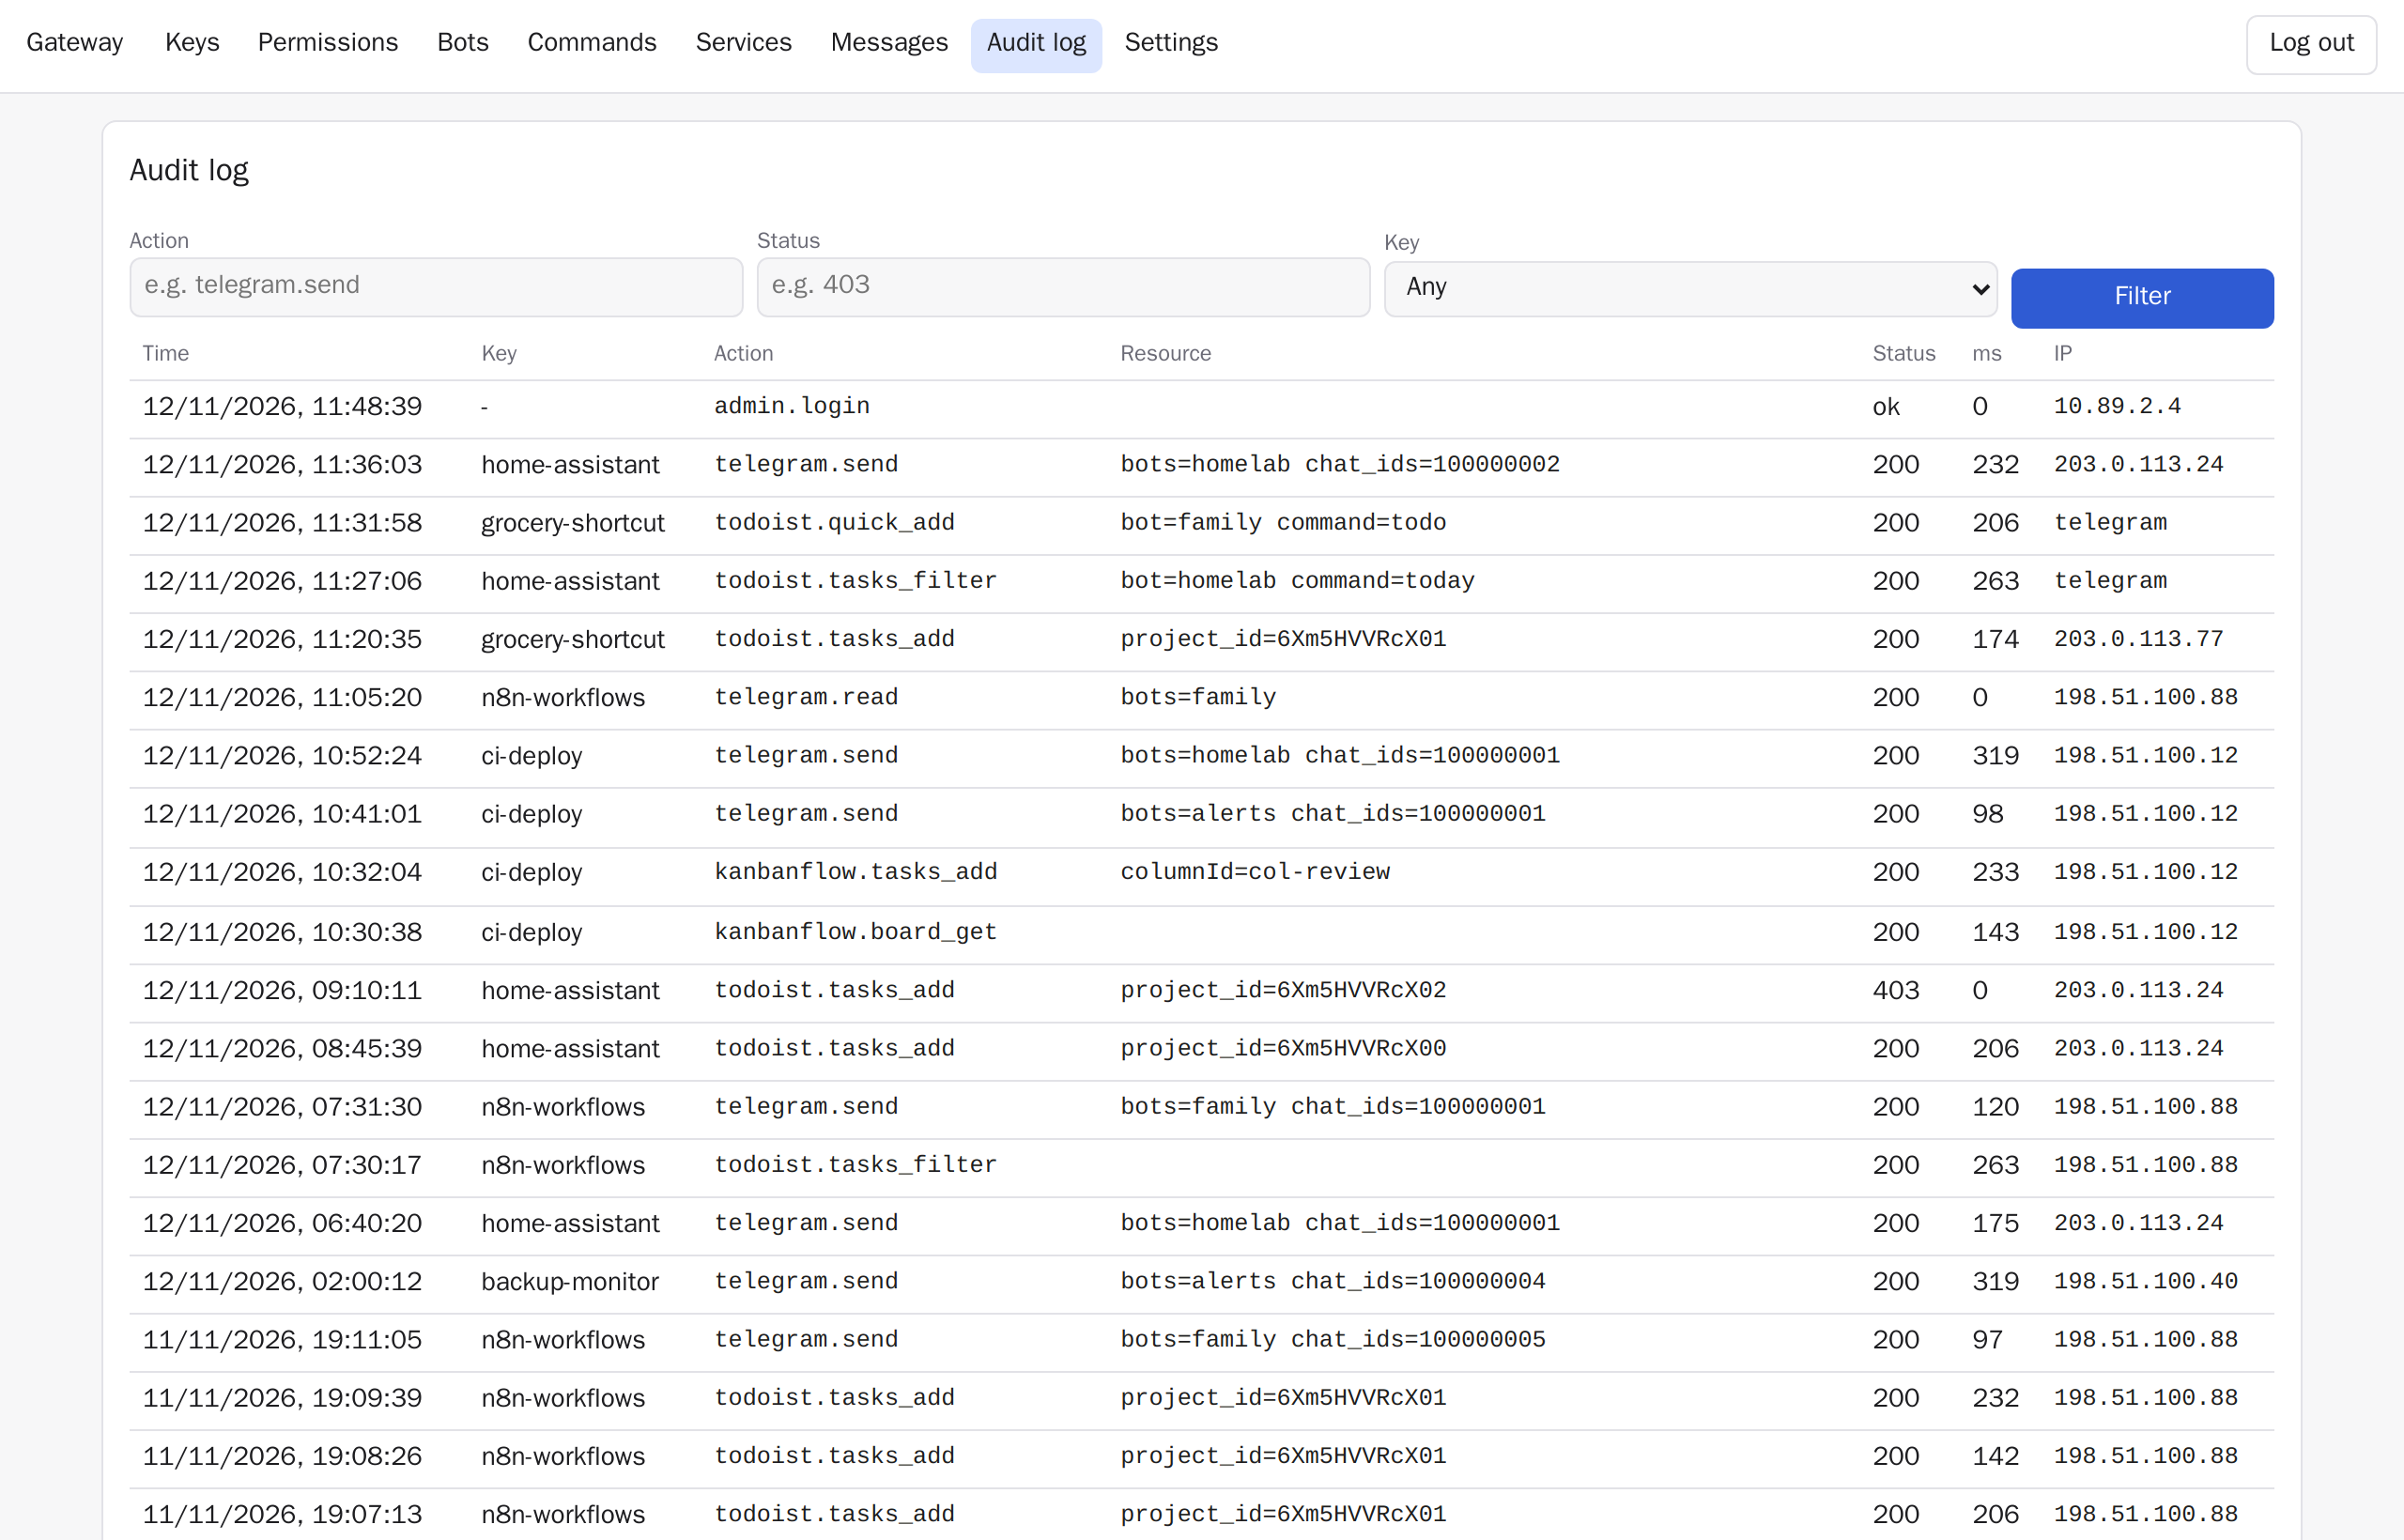 Gateway Keys Permissions Bots Commands Services Messages Audit log Settings Log out
Audit log
Action Status Key
e.g. telegram.send e.g. 403 Any Filter
Time Key Action Resource Status ms IP
12/11/2026, 11:48:39 - admin.login ok 0 10.89.2.4
12/11/2026, 11:36:03 home-assistant telegram.send bots=homelab chat_ids=100000002 200 232 203.0.113.24
12/11/2026, 11:31:58 grocery-shortcut todoist.quick_add bot=family command=todo 200 206 telegram
12/11/2026, 11:27:06 home-assistant todoist.tasks_filter bot=homelab command=today 200 263 telegram
12/11/2026, 11:20:35 grocery-shortcut todoist.tasks_add project_id=6Xm5HVVRcX01 200 174 203.0.113.77
12/11/2026, 11:05:20 n8n-workflows telegram.read bots=family 200 0 198.51.100.88
12/11/2026, 10:52:24 ci-deploy telegram.send bots=homelab chat_ids=100000001 200 319 198.51.100.12
12/11/2026, 10:41:01 ci-deploy telegram.send bots=alerts chat_ids=100000001 200 98 198.51.100.12
12/11/2026, 10:32:04 ci-deploy kanbanflow.tasks_add columnId=col-review 200 233 198.51.100.12
12/11/2026, 10:30:38 ci-deploy kanbanflow.board_get 200 143 198.51.100.12
12/11/2026, 09:10:11 home-assistant todoist.tasks_add project_id=6Xm5HVVRcX02 403 0 203.0.113.24
12/11/2026, 08:45:39 home-assistant todoist.tasks_add project_id=6Xm5HVVRcX00 200 206 203.0.113.24
12/11/2026, 07:31:30 n8n-workflows telegram.send bots=family chat_ids=100000001 200 120 198.51.100.88
12/11/2026, 07:30:17 n8n-workflows todoist.tasks_filter 200 263 198.51.100.88
12/11/2026, 06:40:20 home-assistant telegram.send bots=homelab chat_ids=100000001 200 175 203.0.113.24
12/11/2026, 02:00:12 backup-monitor telegram.send bots=alerts chat_ids=100000004 200 319 198.51.100.40
11/11/2026, 19:11:05 n8n-workflows telegram.send bots=family chat_ids=100000005 200 97 198.51.100.88
11/11/2026, 19:09:39 n8n-workflows todoist.tasks_add project_id=6Xm5HVVRcX01 200 232 198.51.100.88
11/11/2026, 19:08:26 n8n-workflows todoist.tasks_add project_id=6Xm5HVVRcX01 200 142 198.51.100.88
11/11/2026, 19:07:13 n8n-workflows todoist.tasks_add project_id=6Xm5HVVRcX01 200 206 198.51.100.88